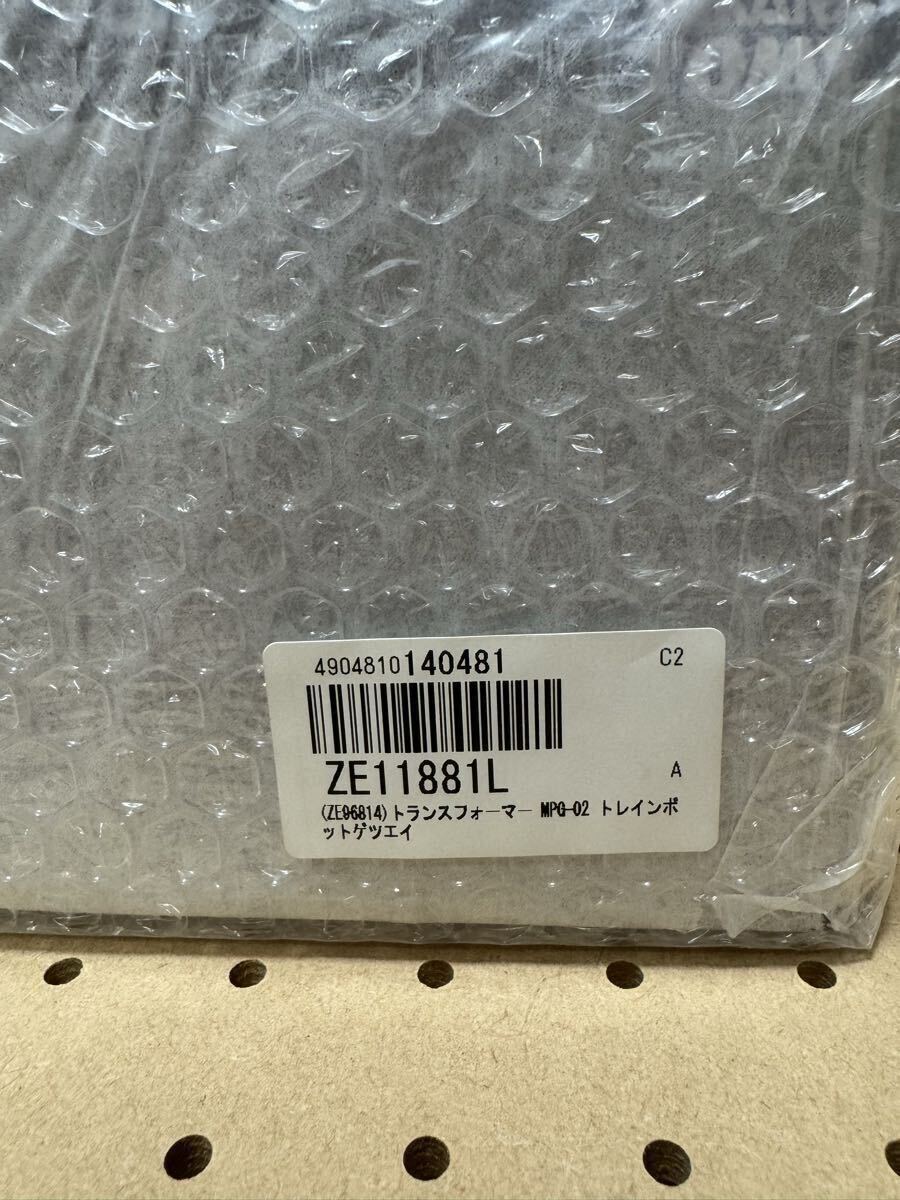 4904810140481 C2
ZE11881L A
(ZE96814)トランスフォーマー MPG-02 トレインボ
ットゲツエイ